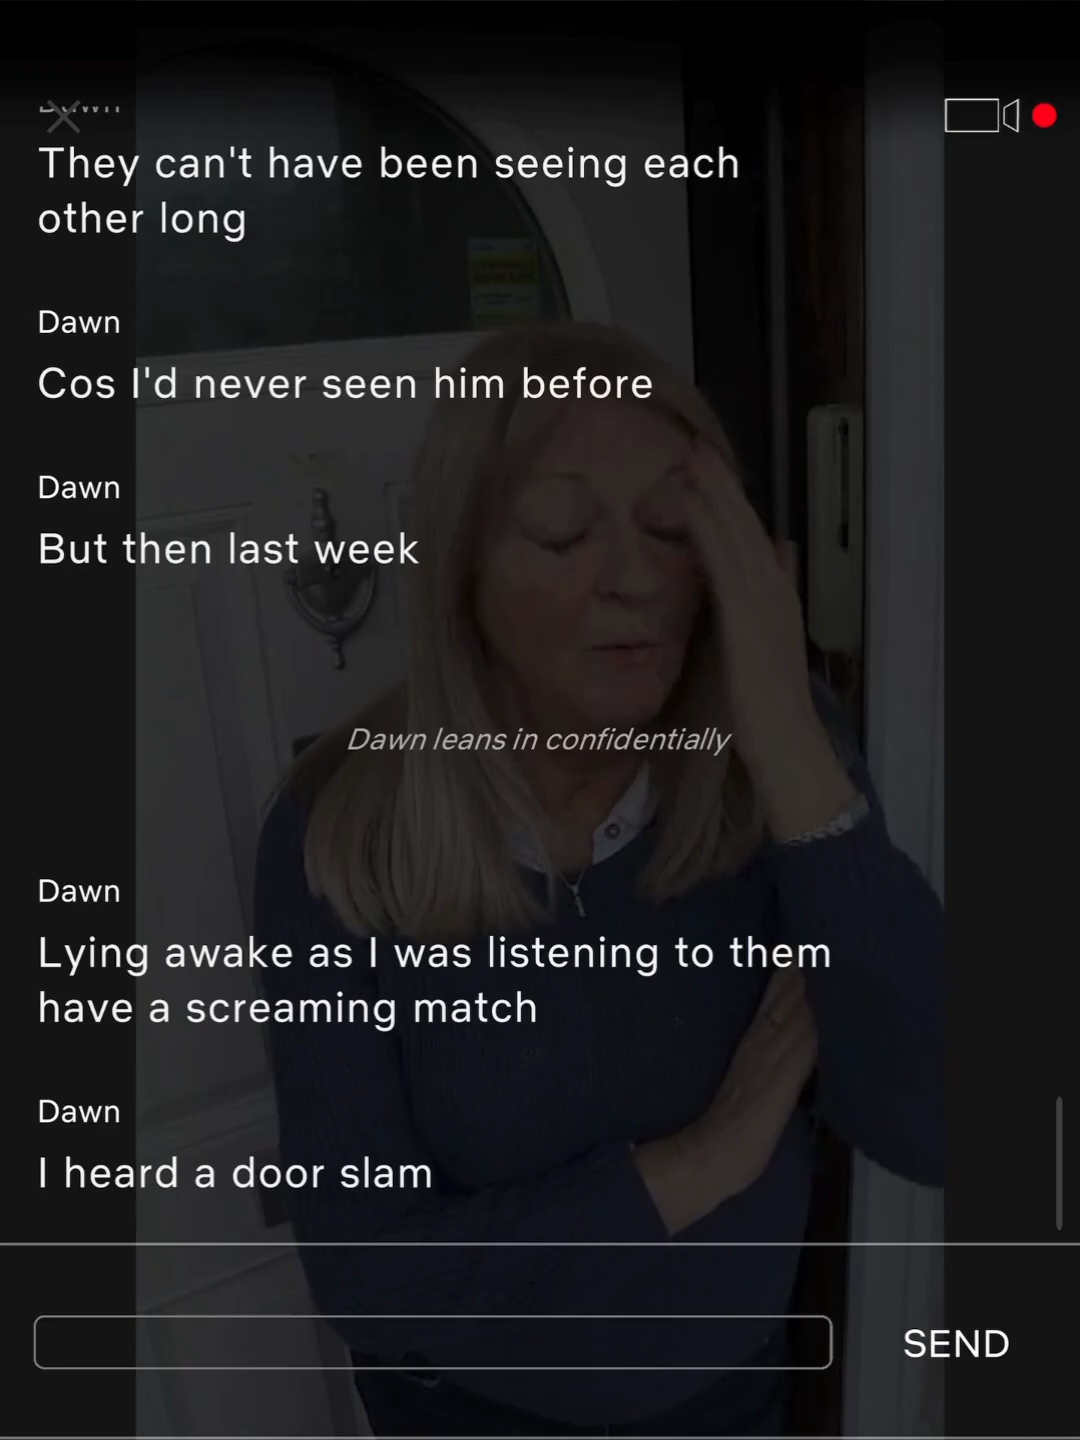 Dawn
They can't have been seeing each
other long
Dawn
Cos I'd never seen him before
Dawn
But then last week
Dawn leans in confidentially
Dawn
Lying awake as I was listening to them
have a screaming match
Dawn
I heard a door slam
SEND